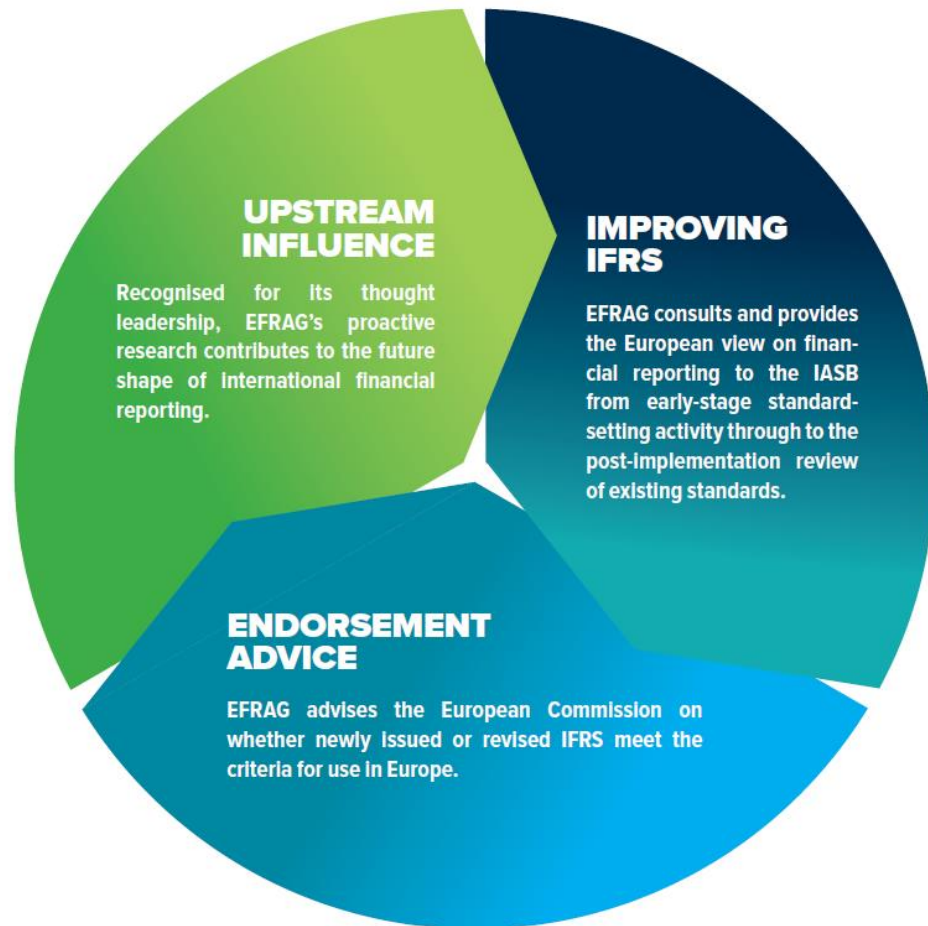 UPSTREAM
INFLUENCE
Recognised for its thought
leadership, EFRAG's proactive
research contributes to the future
shape of international financial
reporting.
IMPROVING
IFRS
EFRAG consults and provides
the European view on finan-
cial reporting to the IASB
from early-stage standard-
setting activity through to the
post-implementation review
of existing standards.
ENDORSEMENT
ADVICE
EFRAG advises the European Commission on
whether newly issued or revised IFRS meet the
criteria for use in Europe.